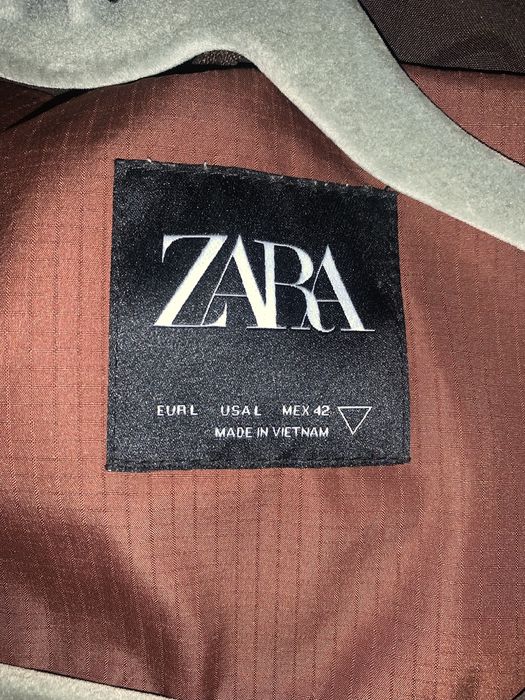 ZARA
EUR L USA L MEX 42
MADE IN VIETNAM